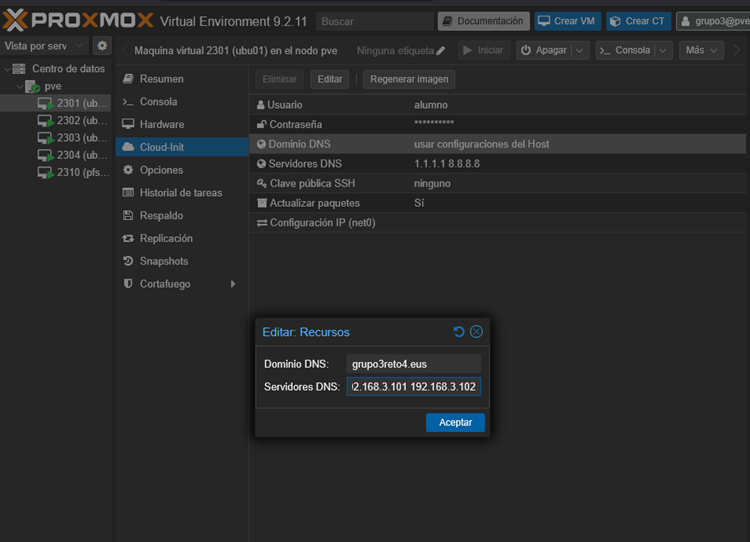 PROXMOX Virtual Environment 9.2.11 Buscar Documentación Crear VM Crear CT grupo3@pve
Vista por serv Maquina virtual 2301 (ubu01) en el nodo pve Ninguna etiqueta Iniciar Apagar Consola Más
Centro de datos
pve
2301 (ub...
2302 (ub...
2303 (ub...
2304 (ub...
2310 (pfs...
Resumen
Consola
Hardware
Cloud-Init
Opciones
Historial de tareas
Respaldo
Replicación
Snapshots
Cortafuego
Eliminar Editar Regenerar imagen
Usuario alumno
Contraseña **********
Dominio DNS usar configuraciones del Host
Servidores DNS 1.1.1.1 8.8.8.8
Clave pública SSH ninguno
Actualizar paquetes Sí
Configuración IP (net0)
Editar: Recursos
Dominio DNS: grupo3reto4.eus
Servidores DNS: 2.168.3.101 192.168.3.102
Aceptar